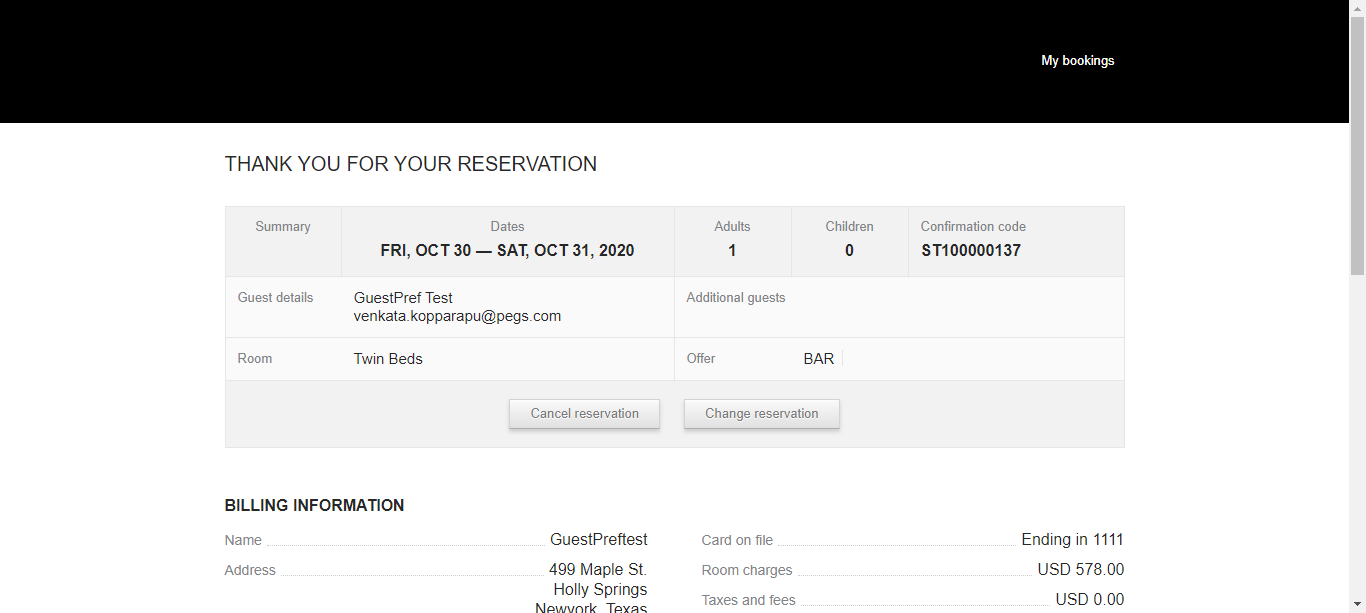 My bookings
THANK YOU FOR YOUR RESERVATION
Summary
Dates
FRI, OCT 30 — SAT, OCT 31, 2020
Adults
1
Children
0
Confirmation code
ST100000137
Guest details
GuestPref Test
venkata.kopparapu@pegs.com
Additional guests
Room
Twin Beds
Offer
BAR
Cancel reservation
Change reservation
BILLING INFORMATION
Name
GuestPreftest
Address
499 Maple St.
Holly Springs
Newyork, Texas
Card on file
Ending in 1111
Room charges
USD 578.00
Taxes and fees
USD 0.00